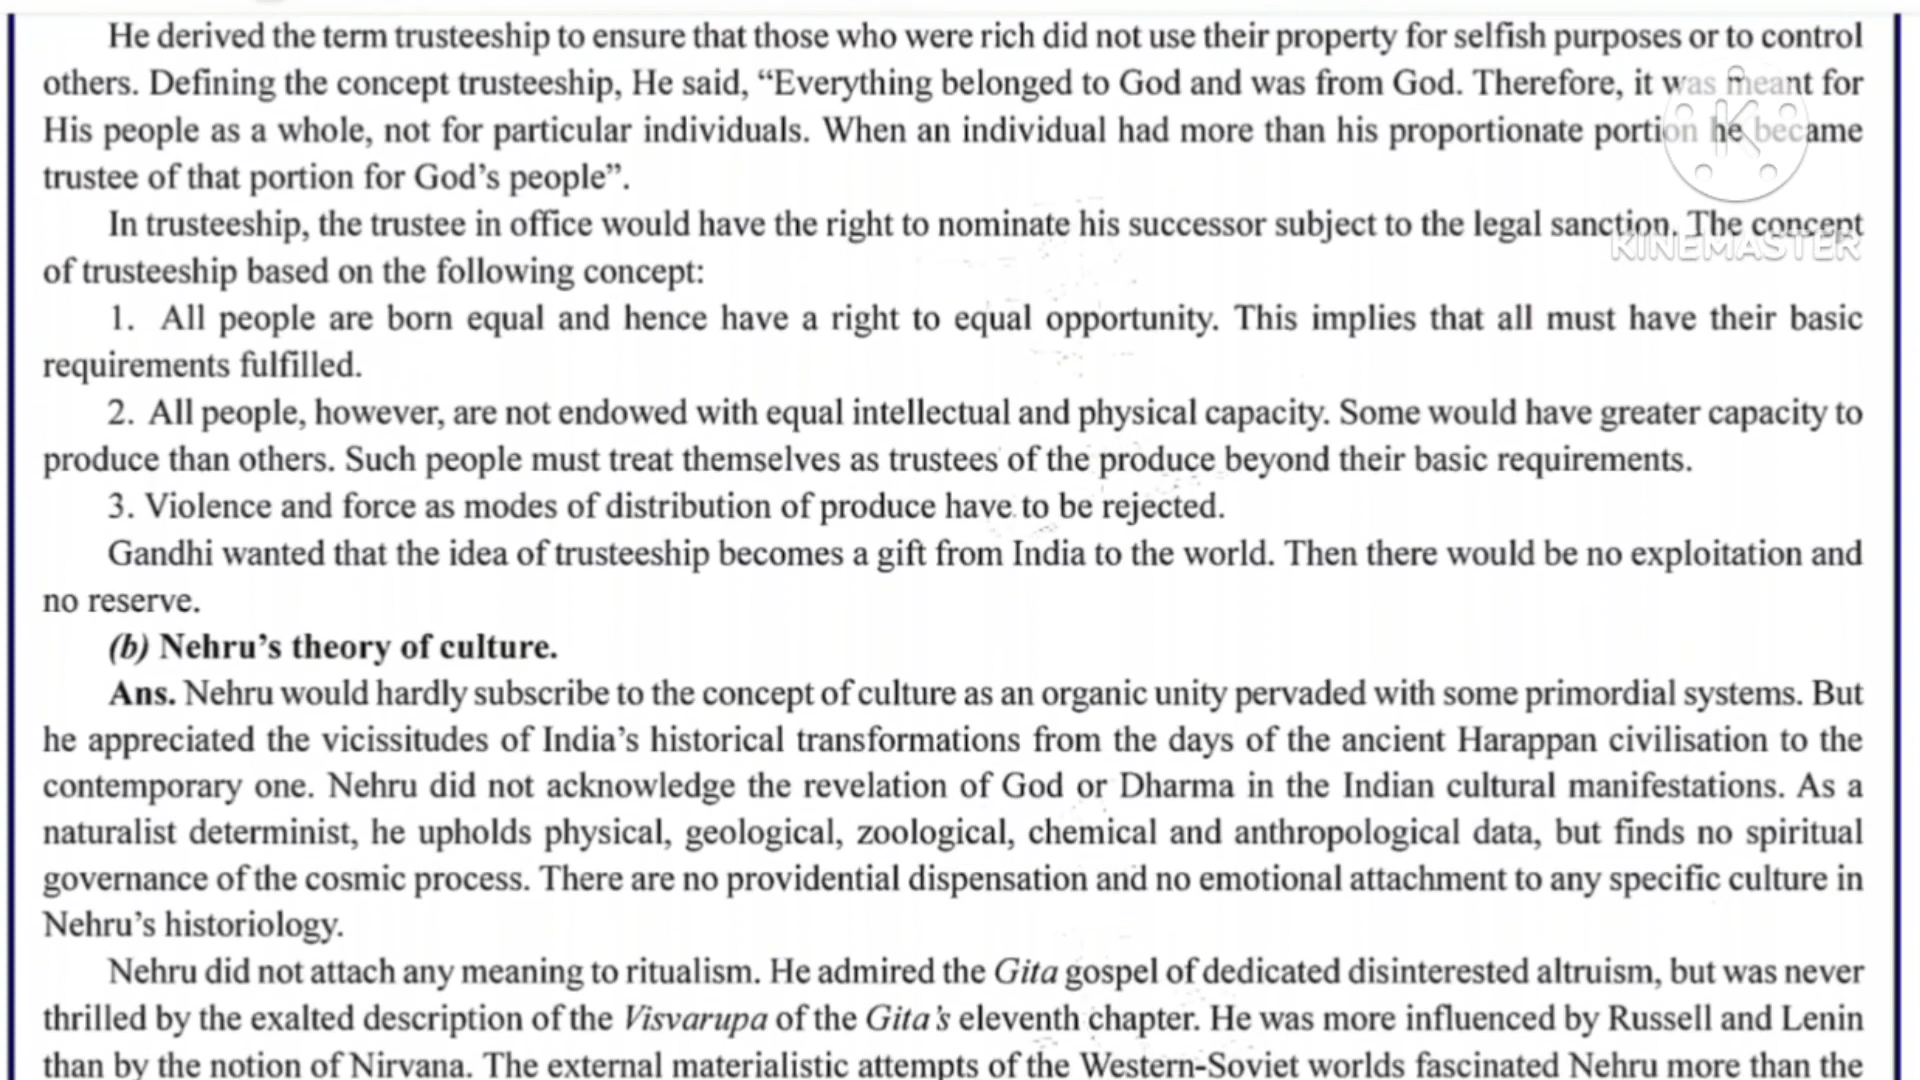 He derived the term trusteeship to ensure that those who were rich did not use their property for selfish purposes or to control
others. Defining the concept trusteeship, He said, “Everything belonged to God and was from God. Therefore, it was meant for
His people as a whole, not for particular individuals. When an individual had more than his proportionate portion he became
trustee of that portion for God’s people”.
In trusteeship, the trustee in office would have the right to nominate his successor subject to the legal sanction. The concept
KINEMASTER
of trusteeship based on the following concept:
1. All people are born equal and hence have a right to equal opportunity. This implies that all must have their basic
requirements fulfilled.
2. All people, however, are not endowed with equal intellectual and physical capacity. Some would have greater capacity to
produce than others. Such people must treat themselves as trustees of the produce beyond their basic requirements.
3. Violence and force as modes of distribution of produce have to be rejected.
Gandhi wanted that the idea of trusteeship becomes a gift from India to the world. Then there would be no exploitation and
no reserve.
(b) Nehru’s theory of culture.
Ans. Nehru would hardly subscribe to the concept of culture as an organic unity pervaded with some primordial systems. But
he appreciated the vicissitudes of India’s historical transformations from the days of the ancient Harappan civilisation to the
contemporary one. Nehru did not acknowledge the revelation of God or Dharma in the Indian cultural manifestations. As a
naturalist determinist, he upholds physical, geological, zoological, chemical and anthropological data, but finds no spiritual
governance of the cosmic process. There are no providential dispensation and no emotional attachment to any specific culture in
Nehru’s historiology.
Nehru did not attach any meaning to ritualism. He admired the Gita gospel of dedicated disinterested altruism, but was never
thrilled by the exalted description of the Visvarupa of the Gita’s eleventh chapter. He was more influenced by Russell and Lenin
than by the notion of Nirvana. The external materialistic attempts of the Western-Soviet worlds fascinated Nehru more than the